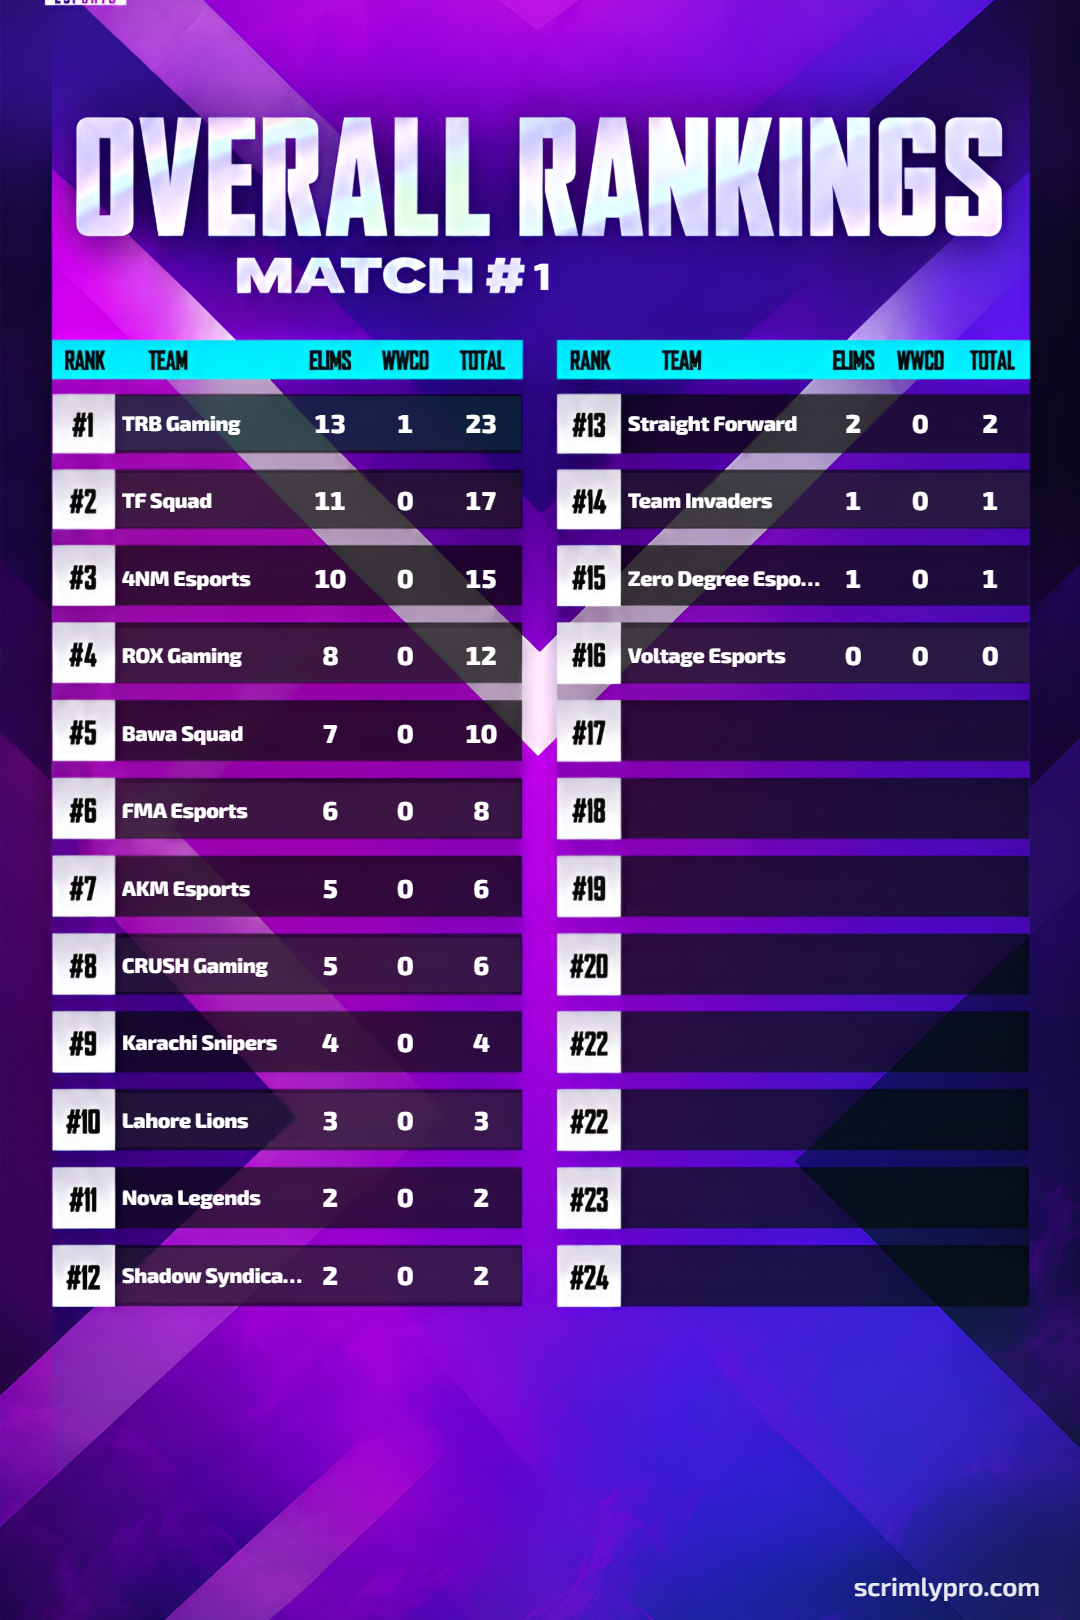 ESPORTS
OVERALL RANKINGS
MATCH # 1
RANK TEAM ELIMS WWCD TOTAL
#1 TRB Gaming 13 1 23
#2 TF Squad 11 0 17
#3 4NM Esports 10 0 15
#4 ROX Gaming 8 0 12
#5 Bawa Squad 7 0 10
#6 FMA Esports 6 0 8
#7 AKM Esports 5 0 6
#8 CRUSH Gaming 5 0 6
#9 Karachi Snipers 4 0 4
#10 Lahore Lions 3 0 3
#11 Nova Legends 2 0 2
#12 Shadow Syndica... 2 0 2
RANK TEAM ELIMS WWCD TOTAL
#13 Straight Forward 2 0 2
#14 Team Invaders 1 0 1
#15 Zero Degree Espo... 1 0 1
#16 Voltage Esports 0 0 0
#17
#18
#19
#20
#22
#22
#23
#24
scrimlypro.com